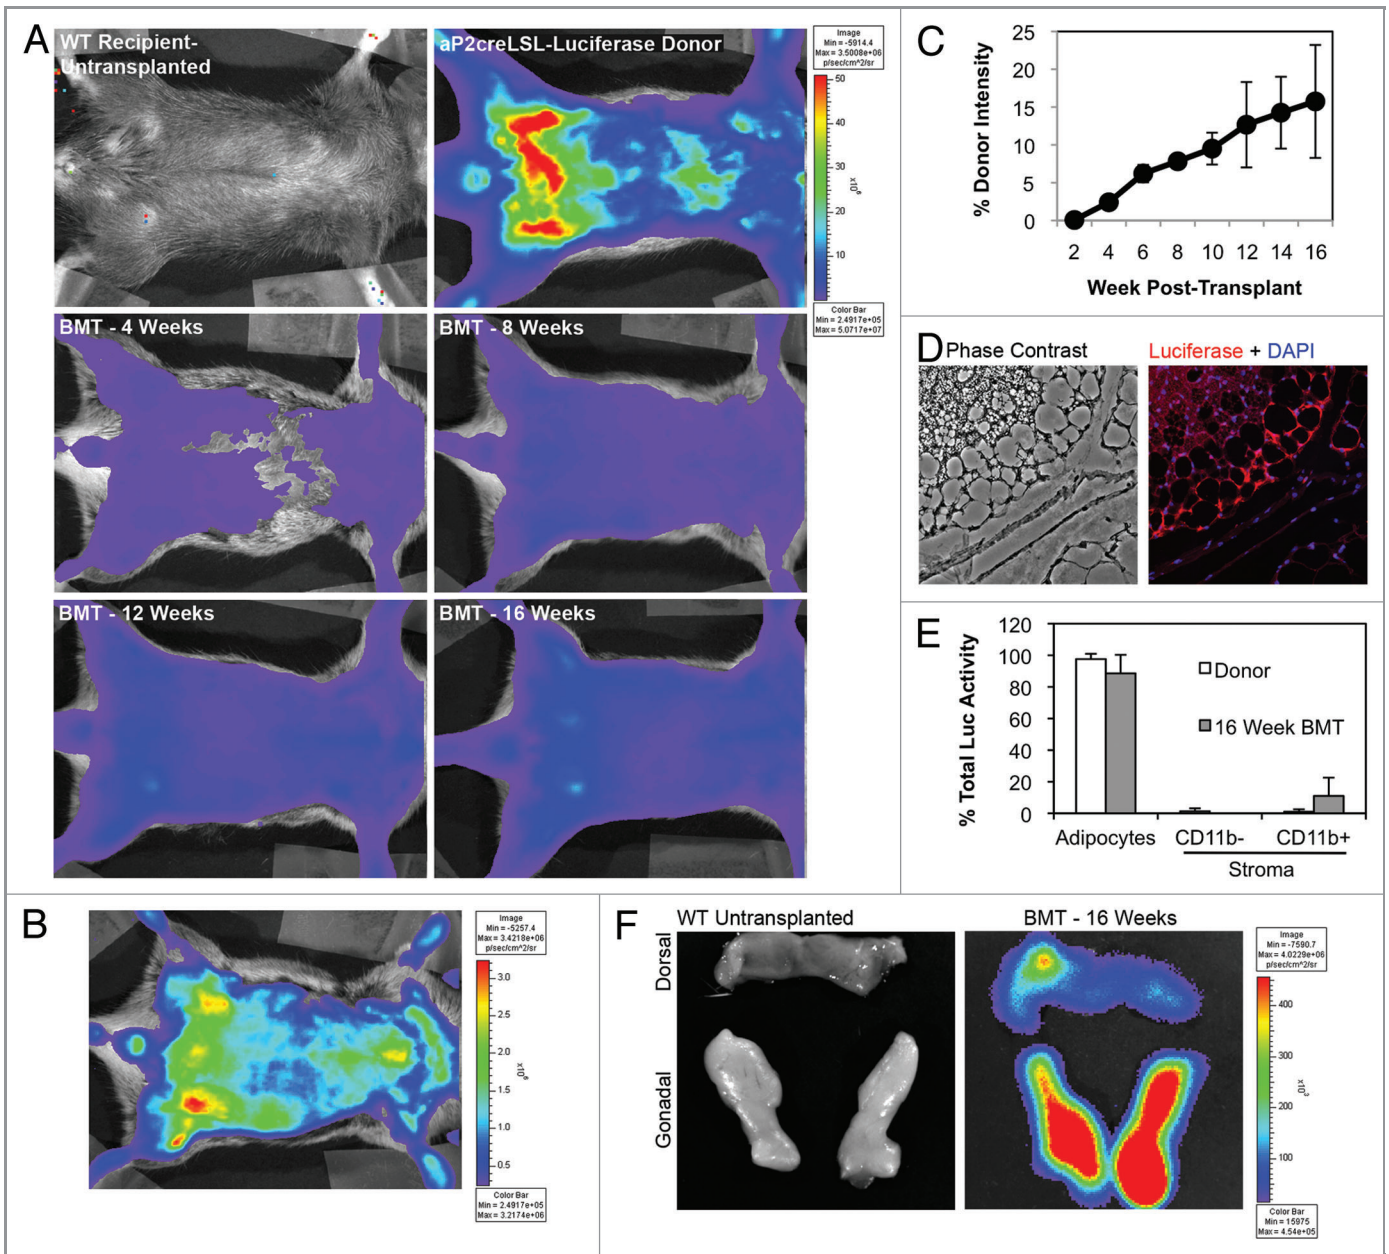 A
WT Recipient-
Untransplanted
aP2creLSL-Luciferase Donor
Image
Min = -5914.4
Max = 3.5008e+06
p/sec/cm^2/sr
50
40
30
20
10
x10⁶
Color Bar
Min = 2.4917e+05
Max = 5.0717e+07
BMT - 4 Weeks
BMT - 8 Weeks
BMT - 12 Weeks
BMT - 16 Weeks
B
Image
Min = -5257.4
Max = 3.4218e+06
p/sec/cm^2/sr
3.0
2.5
2.0
1.5
1.0
0.5
x10⁶
Color Bar
Min = 2.4917e+05
Max = 3.2174e+06
C
% Donor Intensity
25
20
15
10
5
0
2 4 6 8 10 12 14 16
Week Post-Transplant
D
Phase Contrast
Luciferase + DAPI
E
% Total Luc Activity
120
100
80
60
40
20
0
Donor
16 Week BMT
Adipocytes CD11b- CD11b+
Stroma
F
WT Untransplanted
BMT - 16 Weeks
Dorsal
Gonadal
Image
Min = -7590.7
Max = 4.0229e+06
p/sec/cm^2/sr
400
300
200
100
x10³
Color Bar
Min = 15975
Max = 4.54e+05